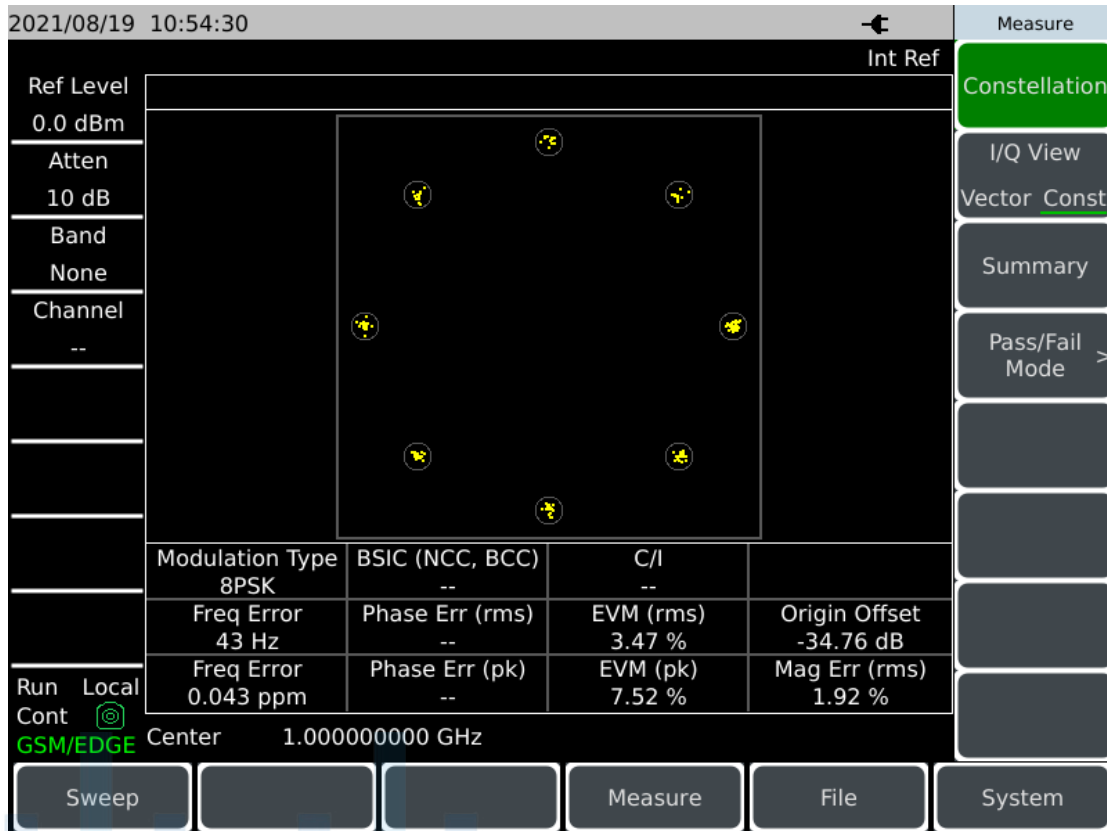 2021/08/19 10:54:30
Measure
Int Ref
Ref Level
0.0 dBm
Atten
10 dB
Band
None
Channel
--
Constellation
I/Q View
Vector Const
Summary
Pass/Fail >
Mode
Modulation Type BSIC (NCC, BCC) C/I
8PSK -- --
Freq Error Phase Err (rms) EVM (rms) Origin Offset
43 Hz -- 3.47 % -34.76 dB
Freq Error Phase Err (pk) EVM (pk) Mag Err (rms)
0.043 ppm -- 7.52 % 1.92 %
Run Local
Cont
GSM/EDGE
Center 1.000000000 GHz
Sweep Measure File System